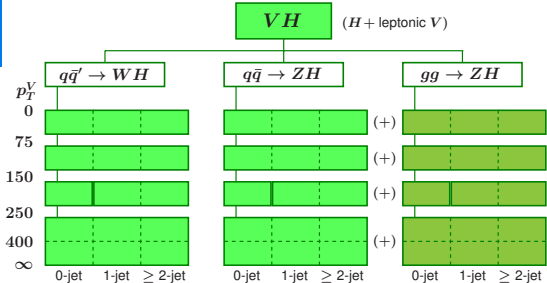 VH (H + leptonic V)
qq̄′ → WH qq̄ → ZH gg → ZH
p_T^V
0
(+) (+)
75
(+) (+)
150
(+) (+)
250
400 (+) (+)
∞
0-jet 1-jet ≥ 2-jet 0-jet 1-jet ≥ 2-jet 0-jet 1-jet ≥ 2-jet